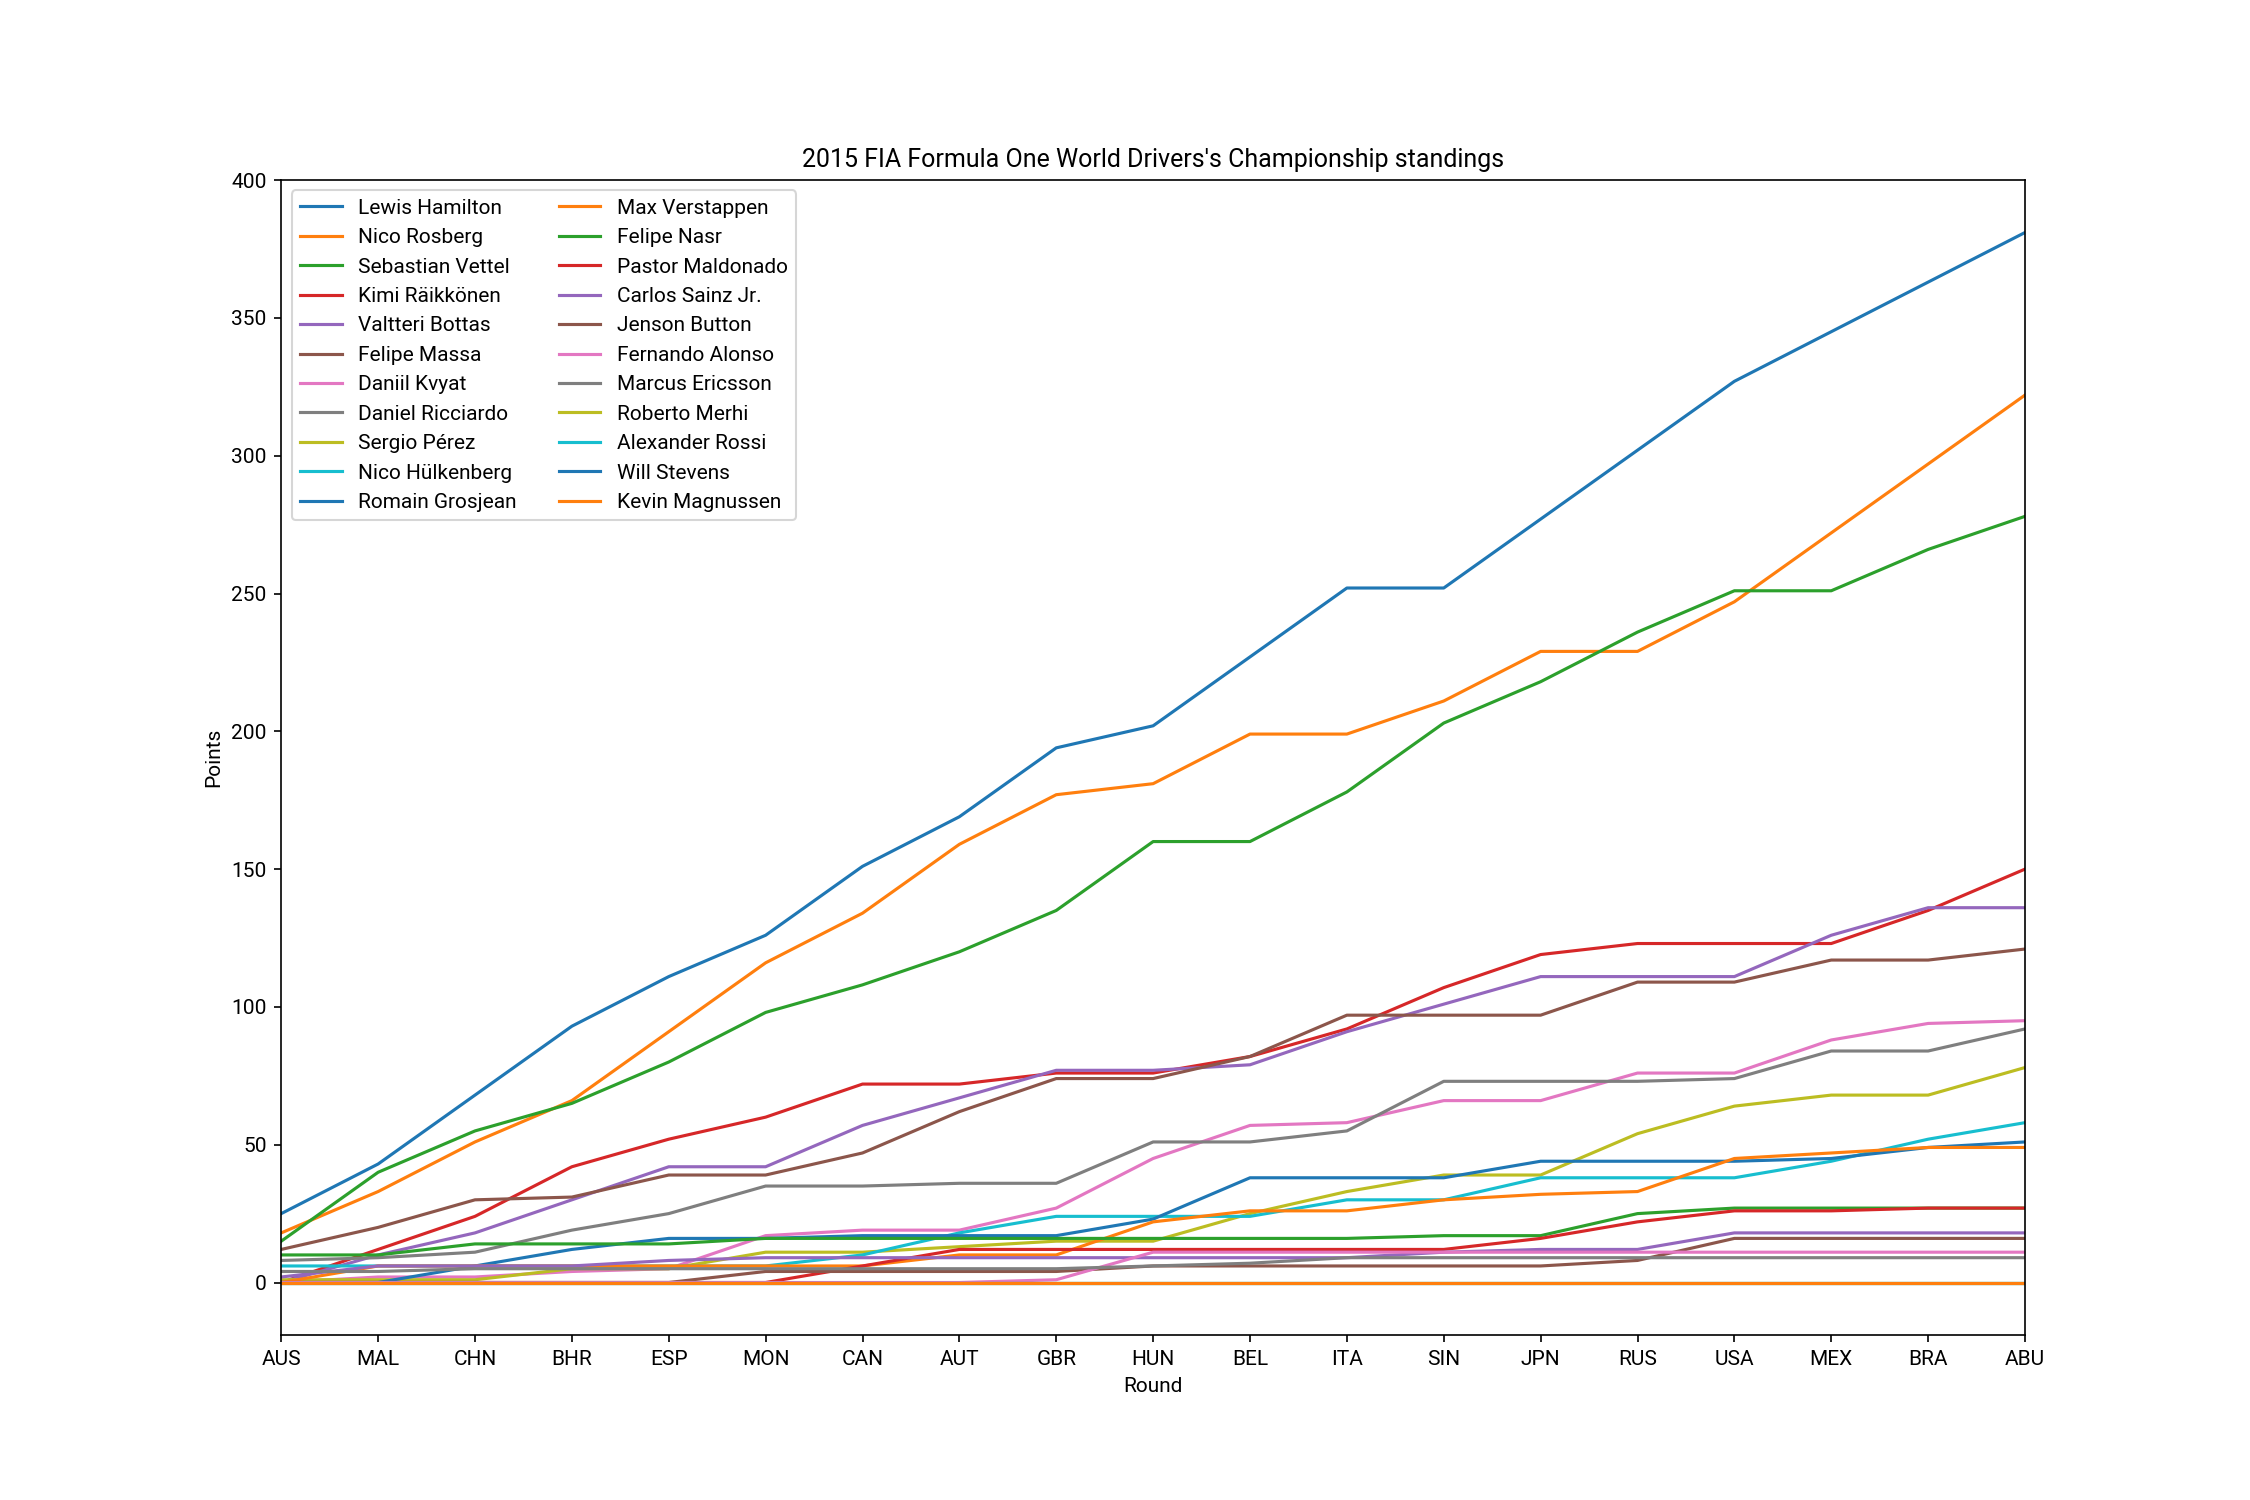 2015 FIA Formula One World Drivers's Championship standings
400
350
300
250
200
150
100
50
0
Points
Lewis Hamilton
Nico Rosberg
Sebastian Vettel
Kimi Räikkönen
Valtteri Bottas
Felipe Massa
Daniil Kvyat
Daniel Ricciardo
Sergio Pérez
Nico Hülkenberg
Romain Grosjean
Max Verstappen
Felipe Nasr
Pastor Maldonado
Carlos Sainz Jr.
Jenson Button
Fernando Alonso
Marcus Ericsson
Roberto Merhi
Alexander Rossi
Will Stevens
Kevin Magnussen
AUS MAL CHN BHR ESP MON CAN AUT GBR HUN BEL ITA SIN JPN RUS USA MEX BRA ABU
Round